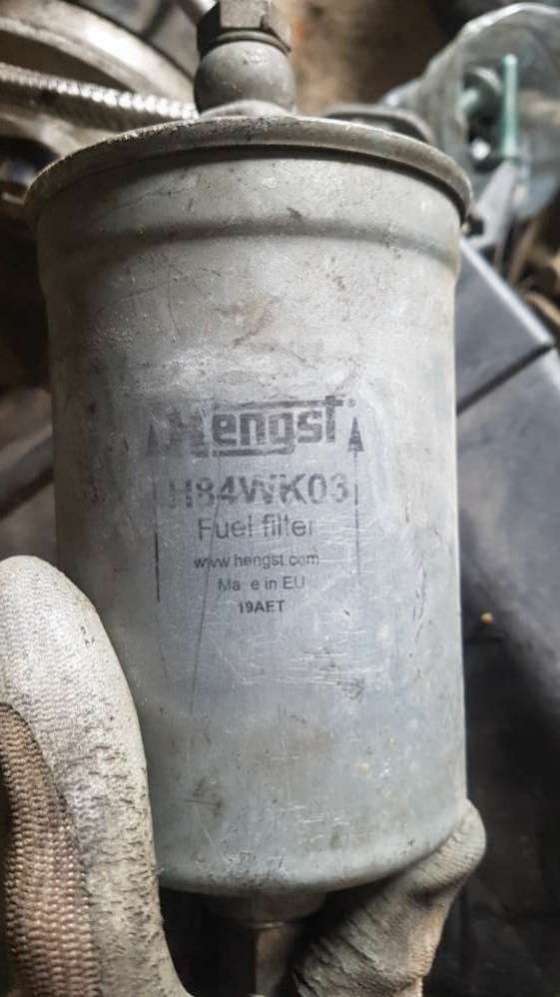 Hengst®
H84WK03
Fuel filter
www.hengst.com
Made in EU
19AET